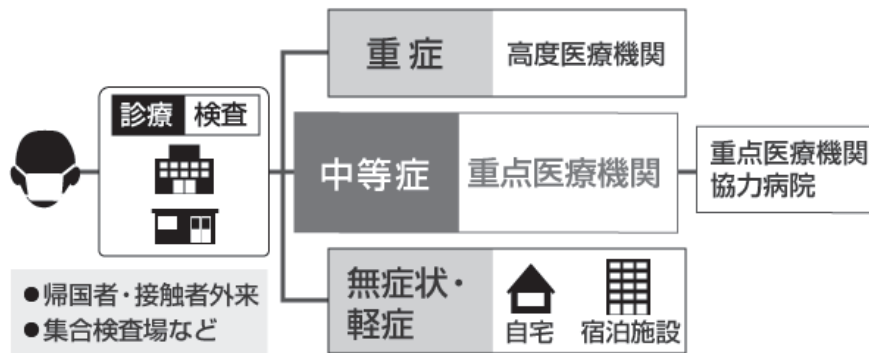 診療 検査
● 帰国者・接触者外来
● 集合検査場など
重症 高度医療機関
中等症 重点医療機関
重点医療機関
協力病院
無症状・
軽症
自宅 宿泊施設